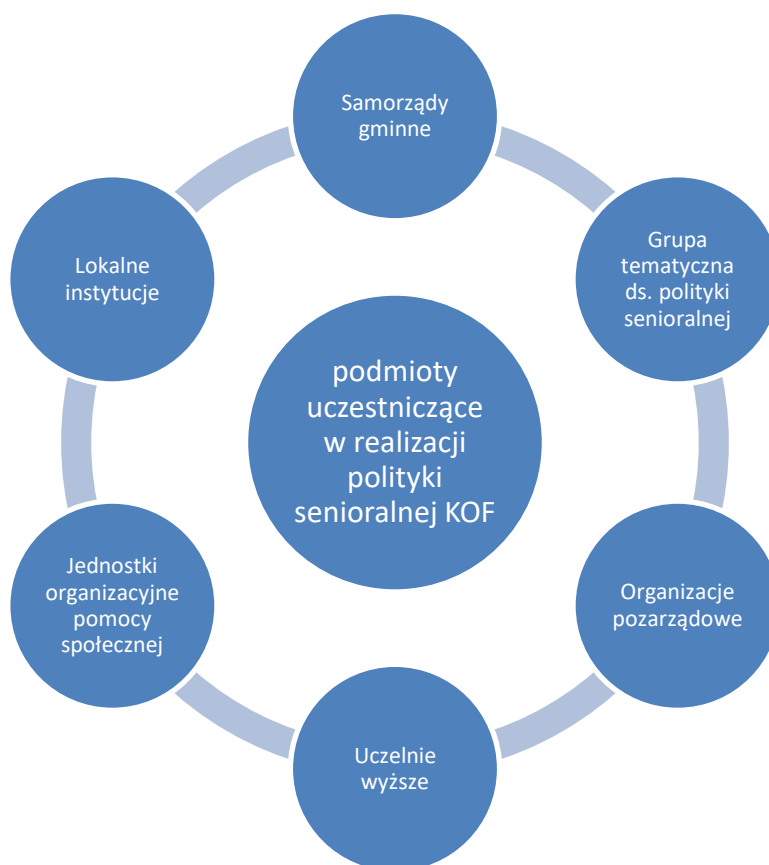 Samorządy
gminne
Grupa
tematyczna
ds. polityki
senioralnej
Organizacje
pozarządowe
Uczelnie
wyższe
Jednostki
organizacyjne
pomocy
społecznej
Lokalne
instytucje
podmioty
uczestniczące
w realizacji
polityki
senioralnej KOF